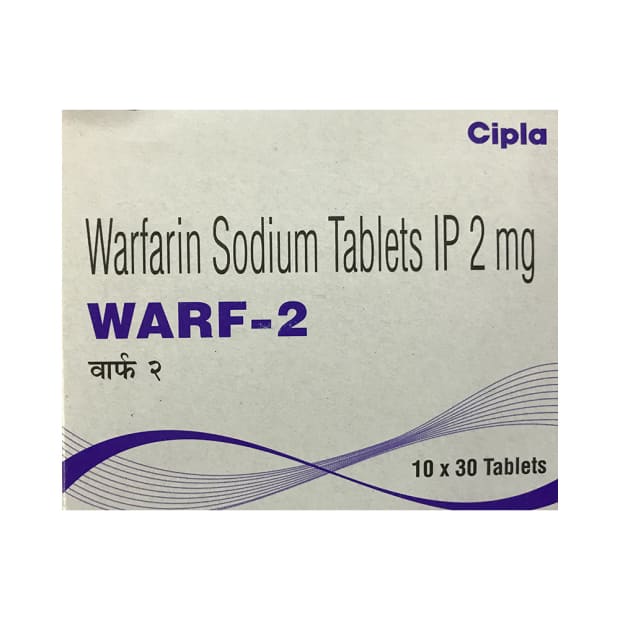 Cipla
Warfarin Sodium Tablets IP 2 mg
WARF-2
वार्फ २
10 x 30 Tablets